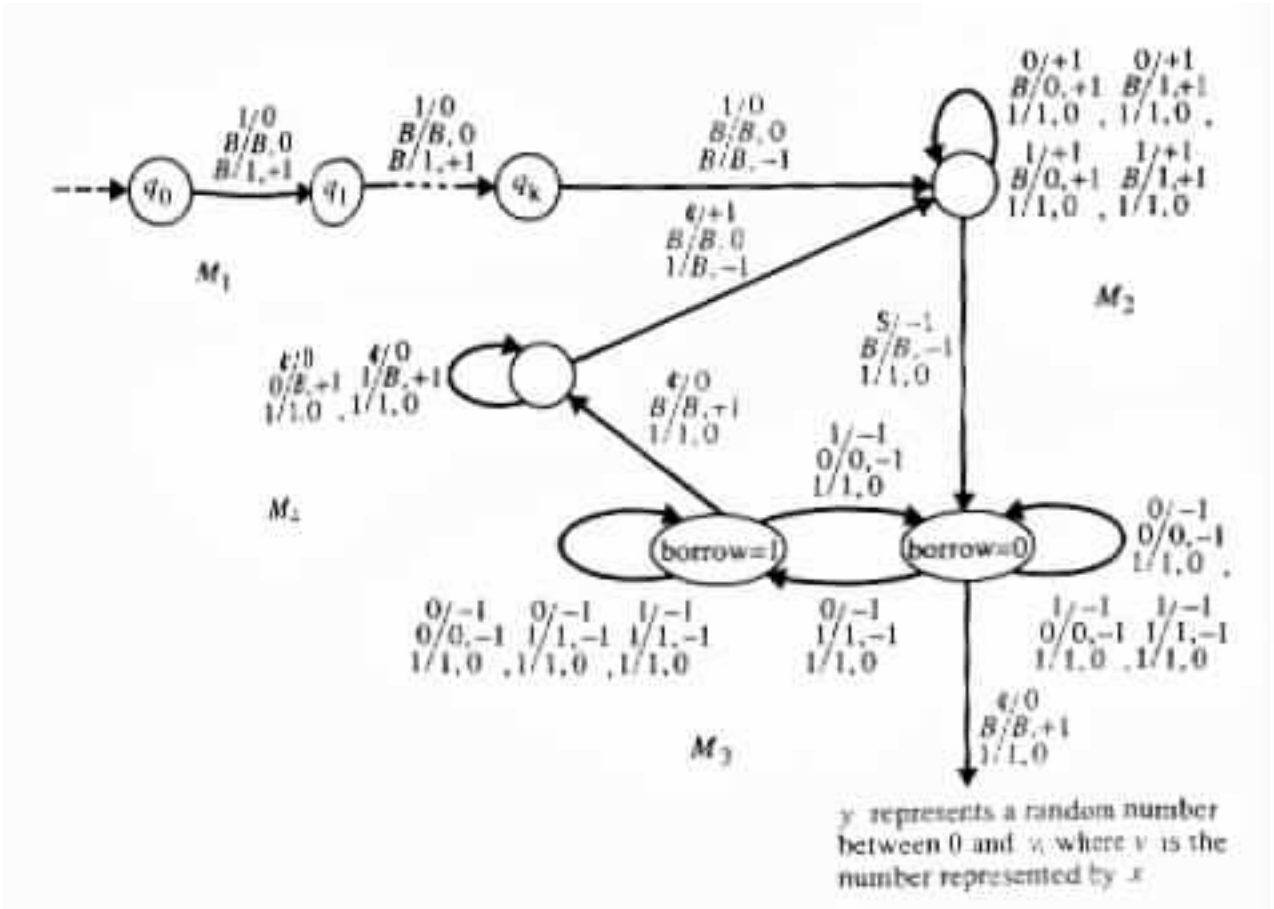 1/0
B/B, 0
B/1, +1
1/0
B/B, 0
B/1, +1
1/0
B/B, 0
B/B, −1
0/+1 0/+1
B/0, +1 B/1, +1
1/1, 0 , 1/1, 0 ,
1/+1 1/+1
B/0, +1 B/1, +1
1/1, 0 , 1/1, 0
q0
q1
qk
M1
¢/+1
B/B, 0
1/B, −1
M2
B/B, −1
1/1, 0
¢/0 ¢/0
0/B, +1 1/B, +1
1/1, 0 , 1/1, 0
¢/0
B/B, +1
1/1, 0
1/−1
0/0, −1
1/1, 0
borrow=1
borrow=0
0/−1
0/0, −1
1/1, 0 ,
0/−1 0/−1 1/−1
0/0, −1 1/1, −1 1/1, −1
1/1, 0 , 1/1, 0 , 1/1, 0
0/−1
1/1, −1
1/1, 0
1/−1 1/−1
0/0, −1 1/1, −1
1/1, 0 , 1/1, 0
¢/0
B/B, +1
1/1, 0
y represents a random number
between 0 and where v is the
number represented by x